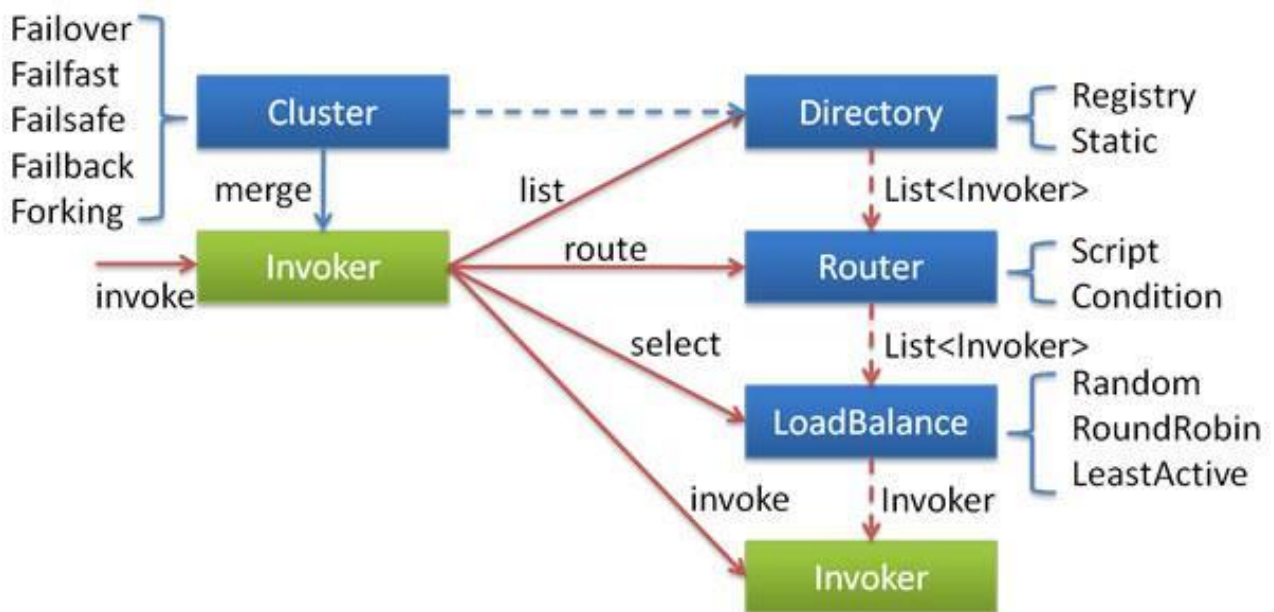 Failover
Failfast
Failsafe
Failback
Forking
Cluster
Directory
Registry
Static
merge
list
List<Invoker>
invoke
Invoker
route
Router
Script
Condition
select
List<Invoker>
LoadBalance
Random
RoundRobin
LeastActive
invoke
Invoker
Invoker